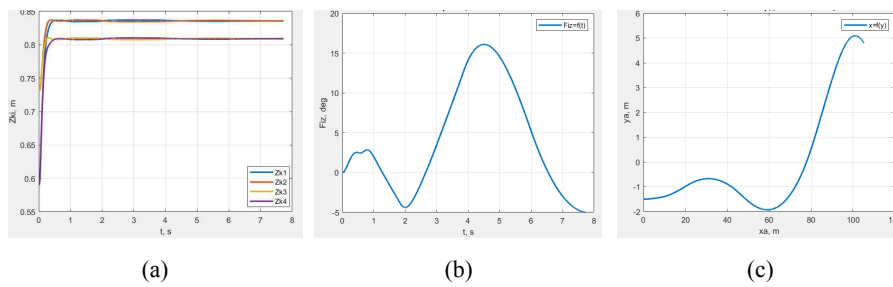 0.85
0.8
0.75
0.7
0.65
0.6
0.55
Zki, m
0 1 2 3 4 5 6 7 8
t, s
Zk1
Zk2
Zk3
Zk4
(a)
20
15
10
5
0
-5
Fiz, deg
0 1 2 3 4 5 6 7 8
t, s
Fiz=f(t)
(b)
6
5
4
3
2
1
0
-1
-2
ya, m
0 20 40 60 80 100
xa, m
x=f(y)
(c)